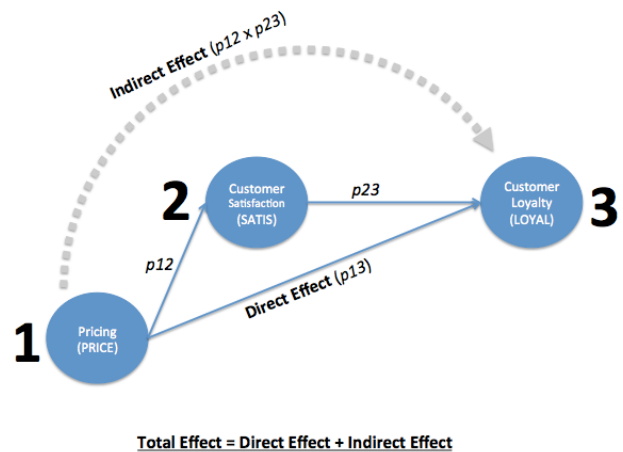 Indirect Effect (p12 x p23)
2
Customer
Satisfaction
(SATIS)
p23
Customer
Loyalty
(LOYAL)
3
p12
Direct Effect (p13)
1
Pricing
(PRICE)
Total Effect = Direct Effect + Indirect Effect